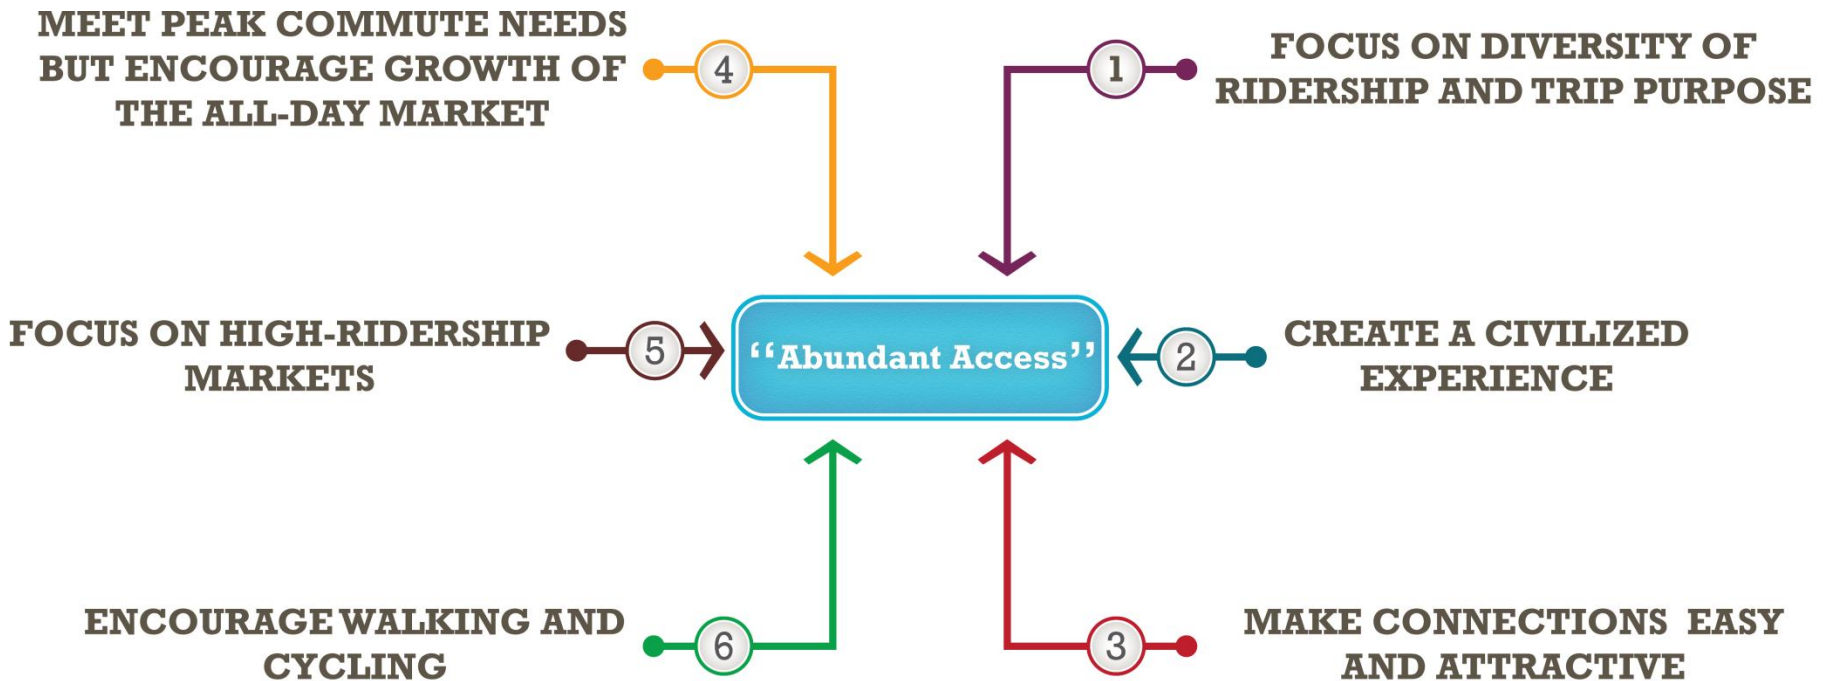 MEET PEAK COMMUTE NEEDS
BUT ENCOURAGE GROWTH OF
THE ALL-DAY MARKET
4
1
FOCUS ON DIVERSITY OF
RIDERSHIP AND TRIP PURPOSE
FOCUS ON HIGH-RIDERSHIP
MARKETS
5
“Abundant Access”
2
CREATE A CIVILIZED
EXPERIENCE
ENCOURAGE WALKING AND
CYCLING
6
3
MAKE CONNECTIONS EASY
AND ATTRACTIVE